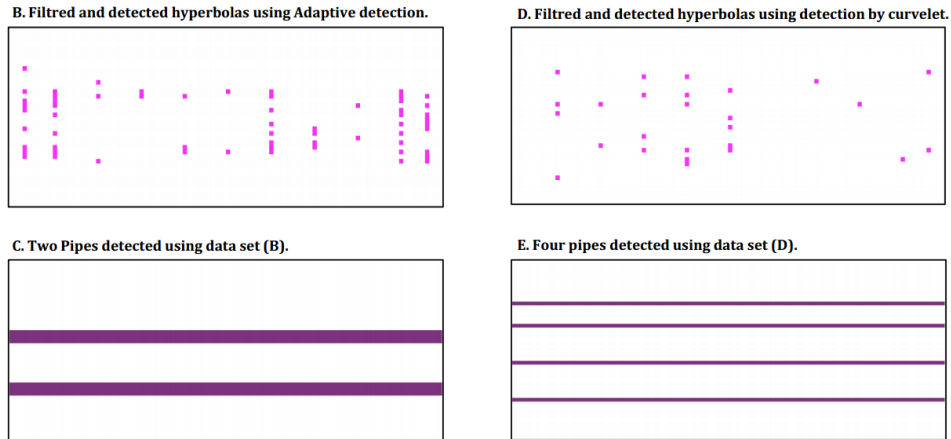 B. Filtred and detected hyperbolas using Adaptive detection.
D. Filtred and detected hyperbolas using detection by curvelet.
C. Two Pipes detected using data set (B).
E. Four pipes detected using data set (D).